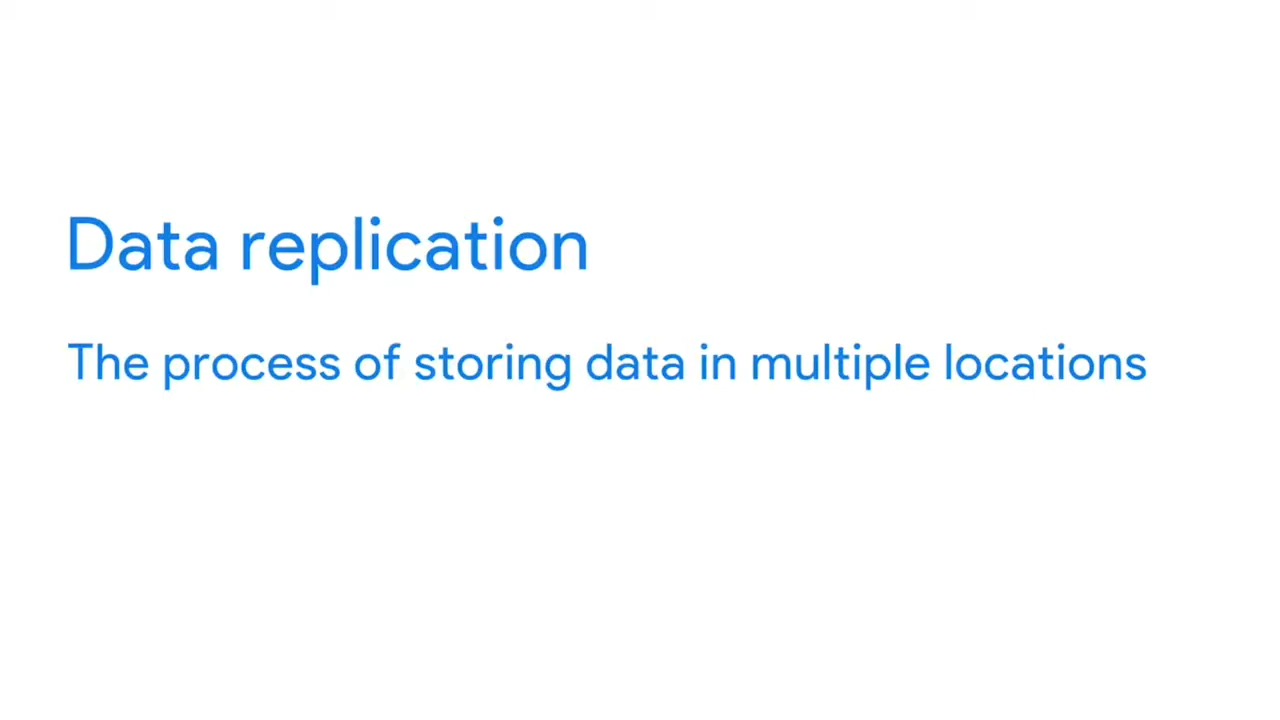 Data replication
The process of storing data in multiple locations